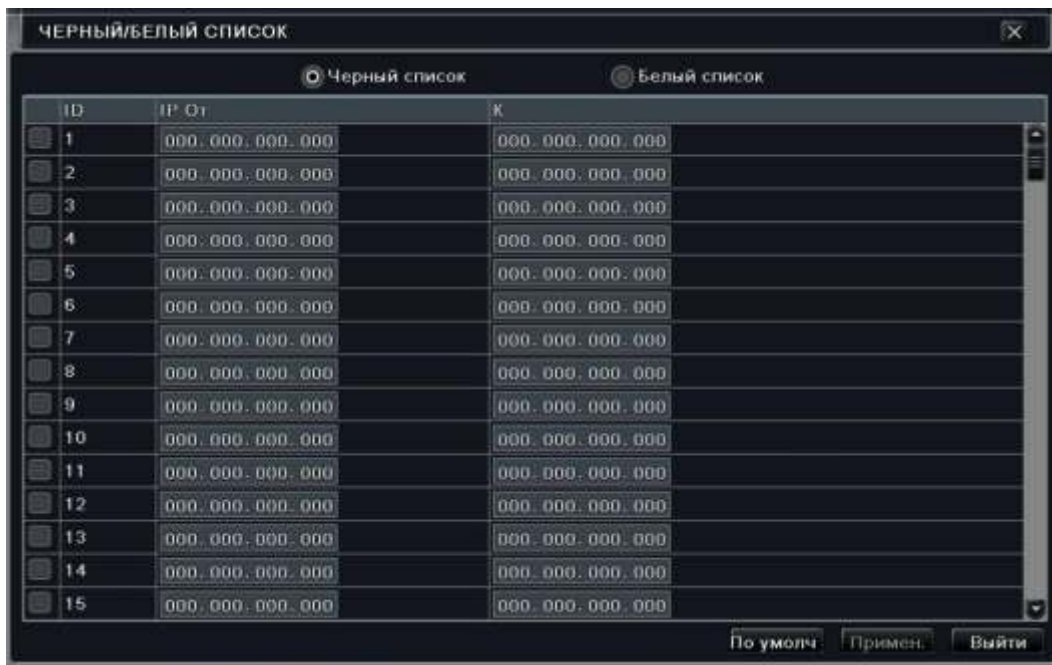 ЧЕРНЫЙ/БЕЛЫЙ СПИСОК
Черный список Белый список
ID IP От К
1 000. 000. 000. 000 000. 000. 000. 000
2 000. 000. 000. 000 000. 000. 000. 000
3 000. 000. 000. 000 000. 000. 000. 000
4 000. 000. 000. 000 000. 000. 000. 000
5 000. 000. 000. 000 000. 000. 000. 000
6 000. 000. 000. 000 000. 000. 000. 000
7 000. 000. 000. 000 000. 000. 000. 000
8 000. 000. 000. 000 000. 000. 000. 000
9 000. 000. 000. 000 000. 000. 000. 000
10 000. 000. 000. 000 000. 000. 000. 000
11 000. 000. 000. 000 000. 000. 000. 000
12 000. 000. 000. 000 000. 000. 000. 000
13 000. 000. 000. 000 000. 000. 000. 000
14 000. 000. 000. 000 000. 000. 000. 000
15 000. 000. 000. 000 000. 000. 000. 000
По умолч Примен. Выйти